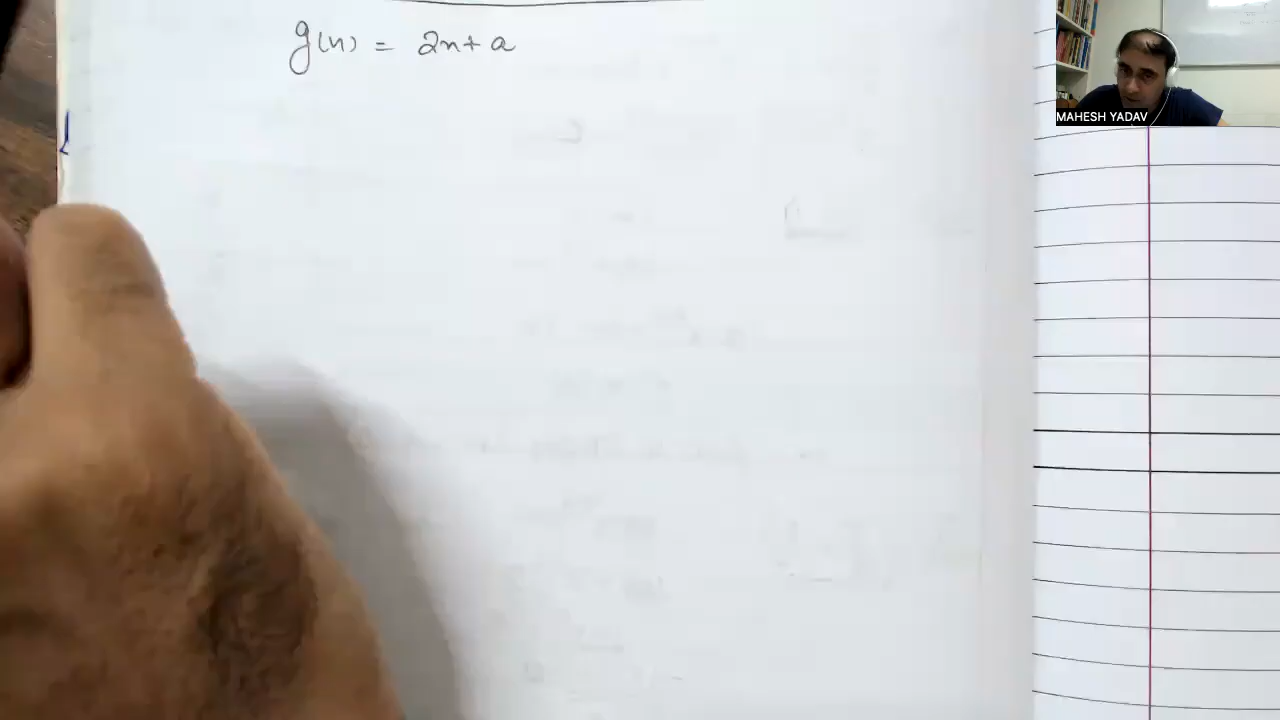 g(x) = 2x + a
MAHESH YADAV